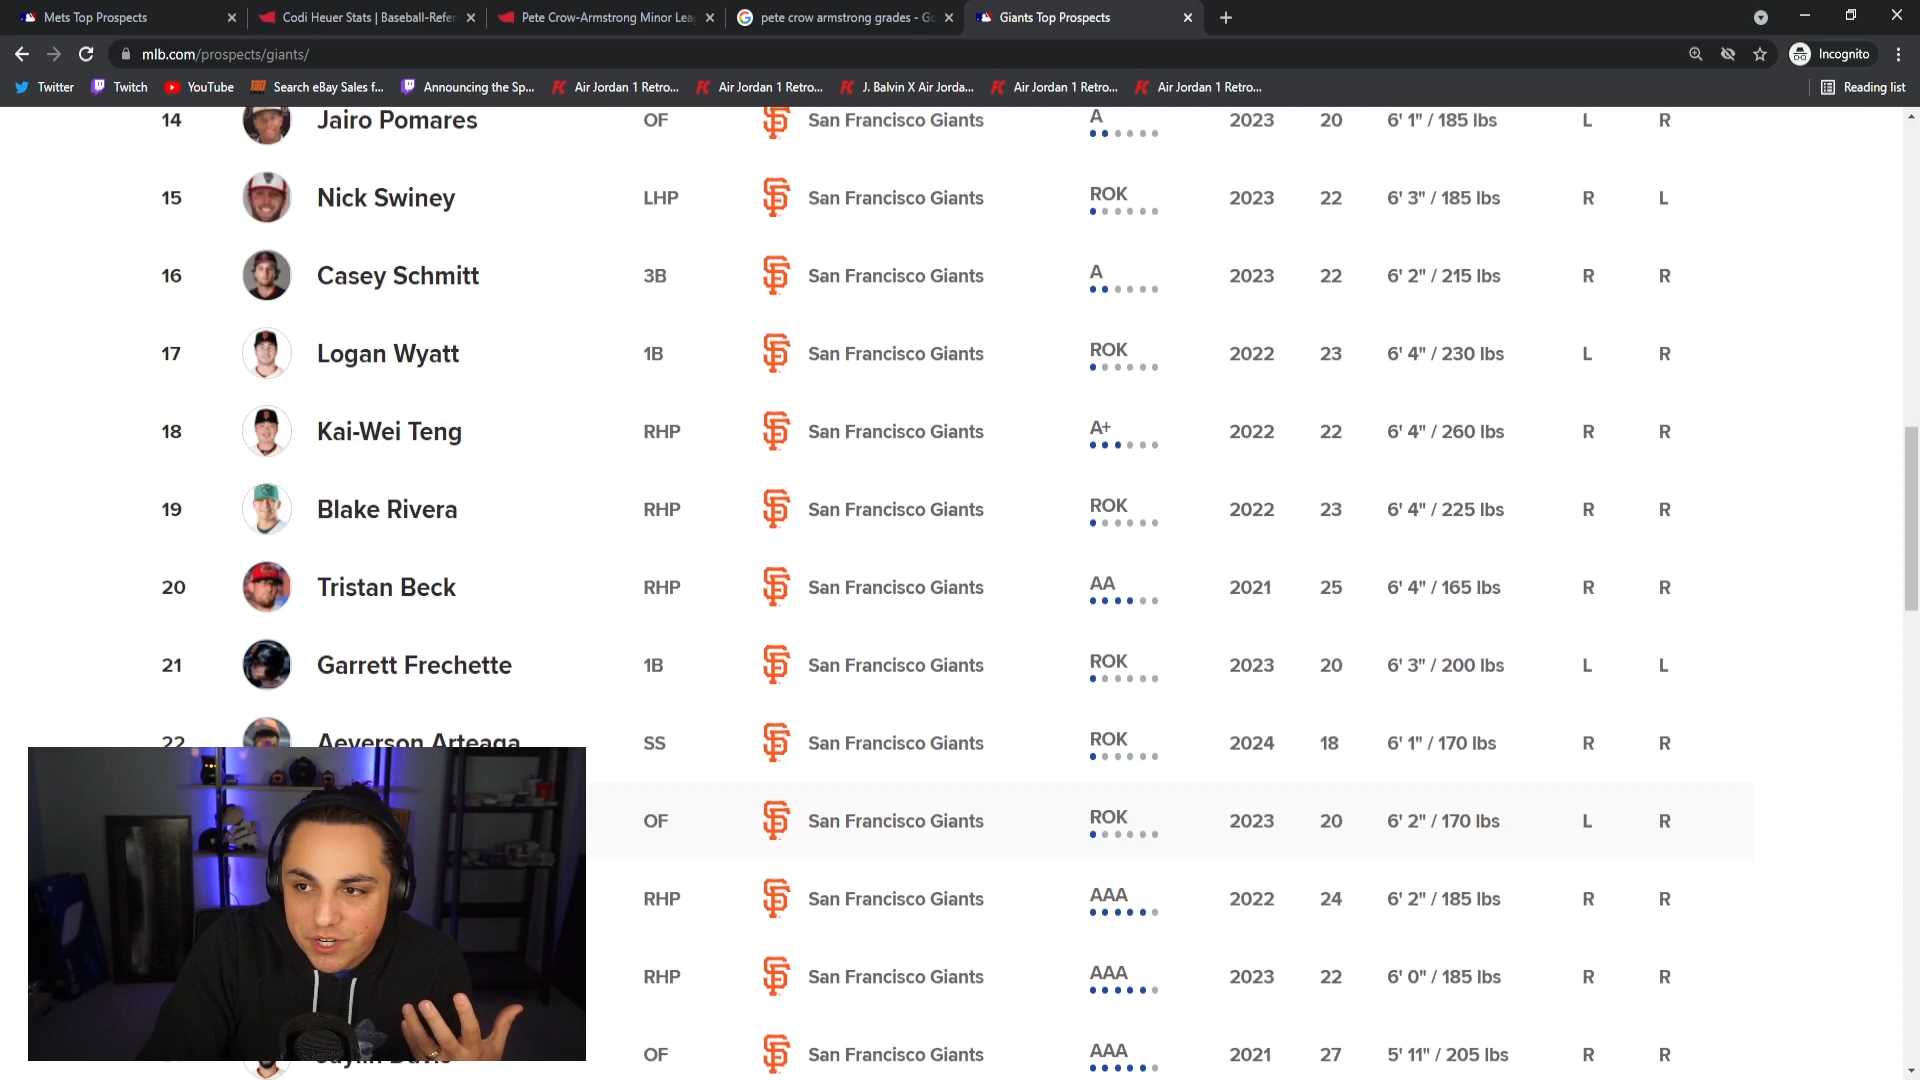 Mets Top Prospects
Codi Heuer Stats | Baseball-Refer
Pete Crow-Armstrong Minor Lea
pete crow armstrong grades - Go
Giants Top Prospects
mlb.com/prospects/giants/
Incognito
Twitter
Twitch
YouTube
Search eBay Sales f...
Announcing the Sp...
Air Jordan 1 Retro...
Air Jordan 1 Retro...
J. Balvin X Air Jorda...
Air Jordan 1 Retro...
Air Jordan 1 Retro...
Reading list
14 Jairo Pomares OF San Francisco Giants A 2023 20 6' 1" / 185 lbs L R
15 Nick Swiney LHP San Francisco Giants ROK 2023 22 6' 3" / 185 lbs R L
16 Casey Schmitt 3B San Francisco Giants A 2023 22 6' 2" / 215 lbs R R
17 Logan Wyatt 1B San Francisco Giants ROK 2022 23 6' 4" / 230 lbs L R
18 Kai-Wei Teng RHP San Francisco Giants A+ 2022 22 6' 4" / 260 lbs R R
19 Blake Rivera RHP San Francisco Giants ROK 2022 23 6' 4" / 225 lbs R R
20 Tristan Beck RHP San Francisco Giants AA 2021 25 6' 4" / 165 lbs R R
21 Garrett Frechette 1B San Francisco Giants ROK 2023 20 6' 3" / 200 lbs L L
22 Aeverson Arteaga SS San Francisco Giants ROK 2024 18 6' 1" / 170 lbs R R
OF San Francisco Giants ROK 2023 20 6' 2" / 170 lbs L R
RHP San Francisco Giants AAA 2022 24 6' 2" / 185 lbs R R
RHP San Francisco Giants AAA 2023 22 6' 0" / 185 lbs R R
Jaylin Davis OF San Francisco Giants AAA 2021 27 5' 11" / 205 lbs R R